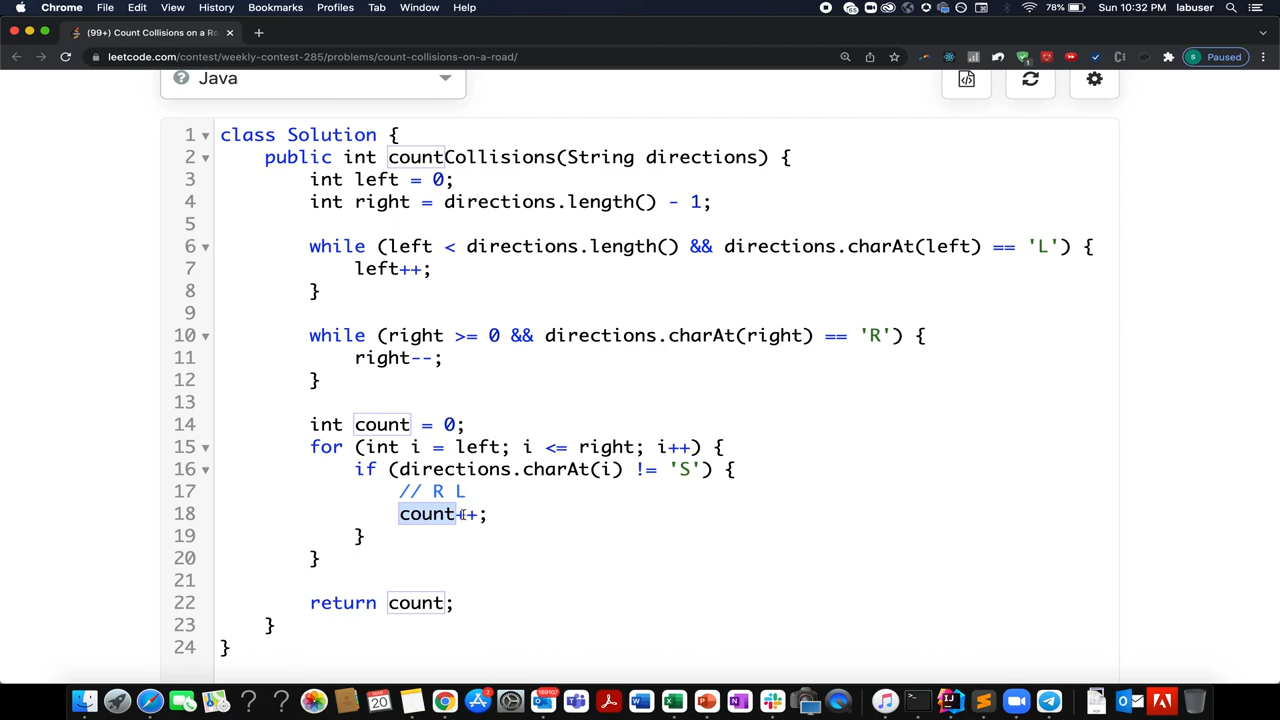 Chrome File Edit View History Bookmarks Profiles Tab Window Help 78% Sun 10:32 PM labuser
(99+) Count Collisions on a Ro
leetcode.com/contest/weekly-contest-285/problems/count-collisions-on-a-road/ Paused
Java
1 class Solution {
2 public int countCollisions(String directions) {
3 int left = 0;
4 int right = directions.length() - 1;
5
6 while (left < directions.length() && directions.charAt(left) == 'L') {
7 left++;
8 }
9
10 while (right >= 0 && directions.charAt(right) == 'R') {
11 right--;
12 }
13
14 int count = 0;
15 for (int i = left; i <= right; i++) {
16 if (directions.charAt(i) != 'S') {
17 // R L
18 count++;
19 }
20 }
21
22 return count;
23 }
24 }